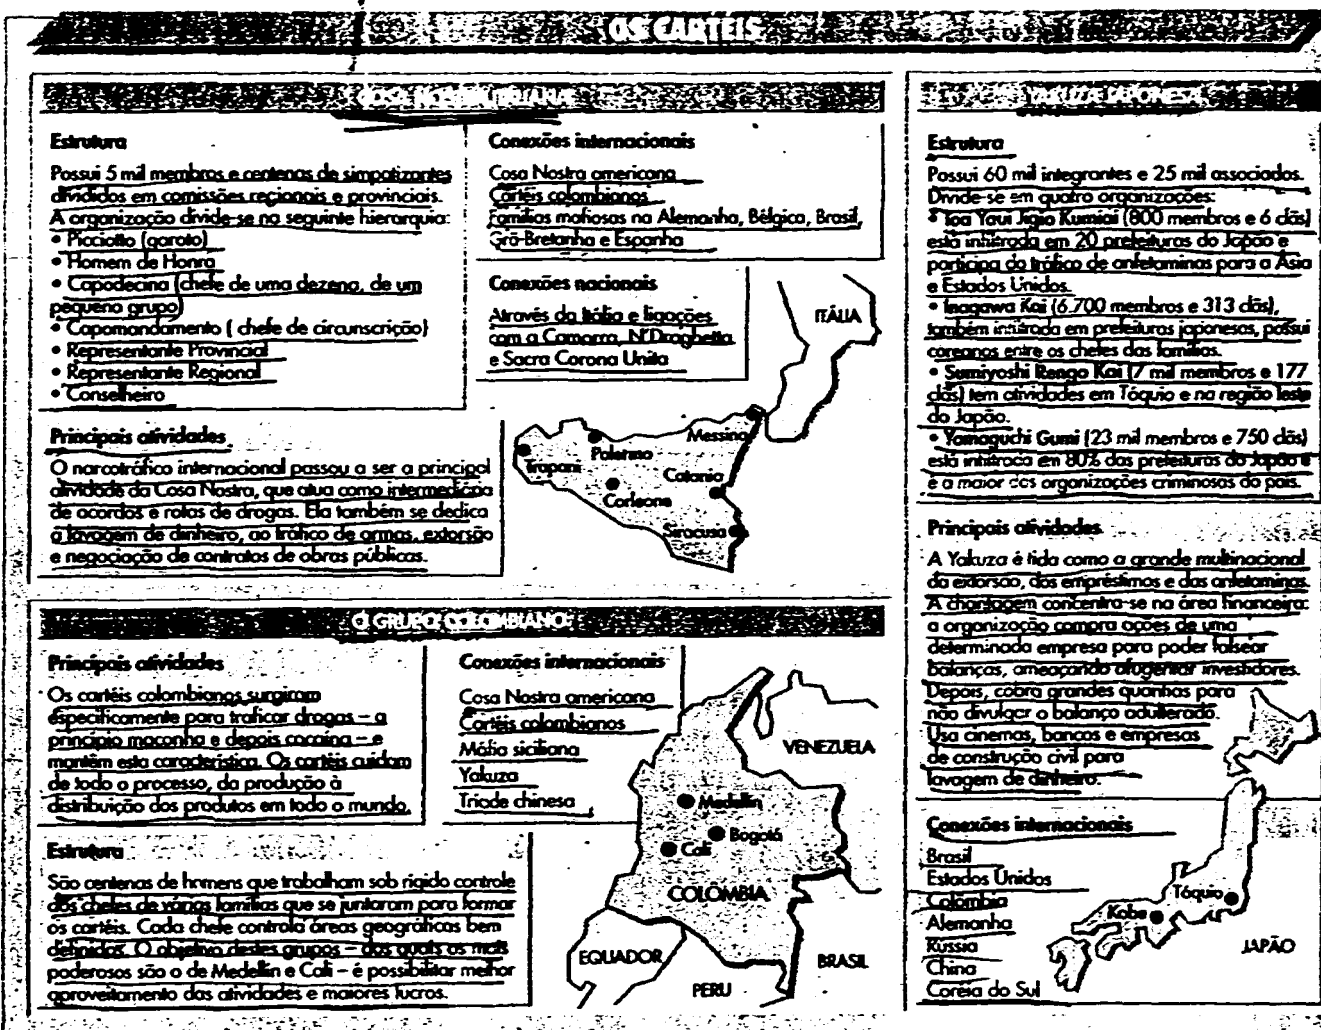 OS CARTÉIS
COSA NOSTRA
Estrutura
Possui 5 mil membros e centenas de simpatizantes
divididos em comissões regionais e provinciais.
A organização divide-se na seguinte hierarquia:
• Picciotto (garoto)
• Homem de Honra
• Capodecina (chefe de uma dezena, de um
pequeno grupo)
• Capomandamento ( chefe de circunscrição)
• Representante Provincial
• Representante Regional
• Conselheiro
Principais atividades
O narcotráfico internacional passou a ser a principal
atividade da Cosa Nostra, que atua como intermediária
de acordos e rotas de drogas. Ela também se dedica
à lavagem de dinheiro, ao tráfico de armas, extorsão
e negociação de contratos de obras públicas.
Conexões internacionais
Cosa Nostra americana
Cartéis colombianos
Famílias mafiosas na Alemanha, Bélgica, Brasil,
Grã-Bretanha e Espanha
Conexões nacionais
Através da Itália e ligações
com a Camorra, N'Draghetta
e Sacra Corona Unita
ITÁLIA
Messina
Palermo
Trapani
Catania
Corleone
Siracusa
O GRUPO COLOMBIANO
Principais atividades
Os cartéis colombianos surgiram
especificamente para traficar drogas – a
princípio maconha e depois cocaína – e
mantêm esta característica. Os cartéis cuidam
de todo o processo, da produção à
distribuição dos produtos em todo o mundo.
Conexões internacionais
Cosa Nostra americana
Cartéis colombianos
Máfia siciliana
Yakuza
Tríade chinesa
Estrutura
São centenas de homens que trabalham sob rígido controle
dos chefes de várias famílias que se juntaram para formar
os cartéis. Cada chefe controla áreas geográficas bem
definidas. O objetivo destes grupos – dos quais os mais
poderosos são o de Medellín e Cali – é possibilitar melhor
aproveitamento das atividades e maiores lucros.
VENEZUELA
Medellín
Bogotá
Cali
COLÔMBIA
EQUADOR
PERU
BRASIL
YAKUZA JAPONESA
Estrutura
Possui 60 mil integrantes e 25 mil associados.
Divide-se em quatro organizações:
• Toa Yaui Jigio Kumiai (800 membros e 6 clãs)
está infiltrada em 20 prefeituras do Japão e
participa do tráfico de anfetaminas para a Ásia
e Estados Unidos.
• Inagawa Kai (6.700 membros e 313 clãs),
também infiltrada em prefeituras japonesas, possui
coreanos entre os chefes das famílias.
• Sumiyoshi Rengo Kai (7 mil membros e 177
clãs) tem atividades em Tóquio e na região leste
do Japão.
• Yamaguchi Gumi (23 mil membros e 750 clãs)
está infiltrada em 80% das prefeituras do Japão e
é a maior das organizações criminosas do país.
Principais atividades
A Yakuza é tida como a grande multinacional
da extorsão, dos empréstimos e das anfetaminas.
A chantagem concentra-se na área financeira:
a organização compra ações de uma
determinada empresa para poder falsear
balanços, ameaçando afugentar investidores.
Depois, cobra grandes quantias para
não divulgar o balanço adulterado.
Usa cinemas, bancos e empresas
de construção civil para
lavagem de dinheiro.
Conexões internacionais
Brasil
Estados Unidos
Colômbia
Alemanha
Rússia
China
Coréia do Sul
Tóquio
Kobe
JAPÃO